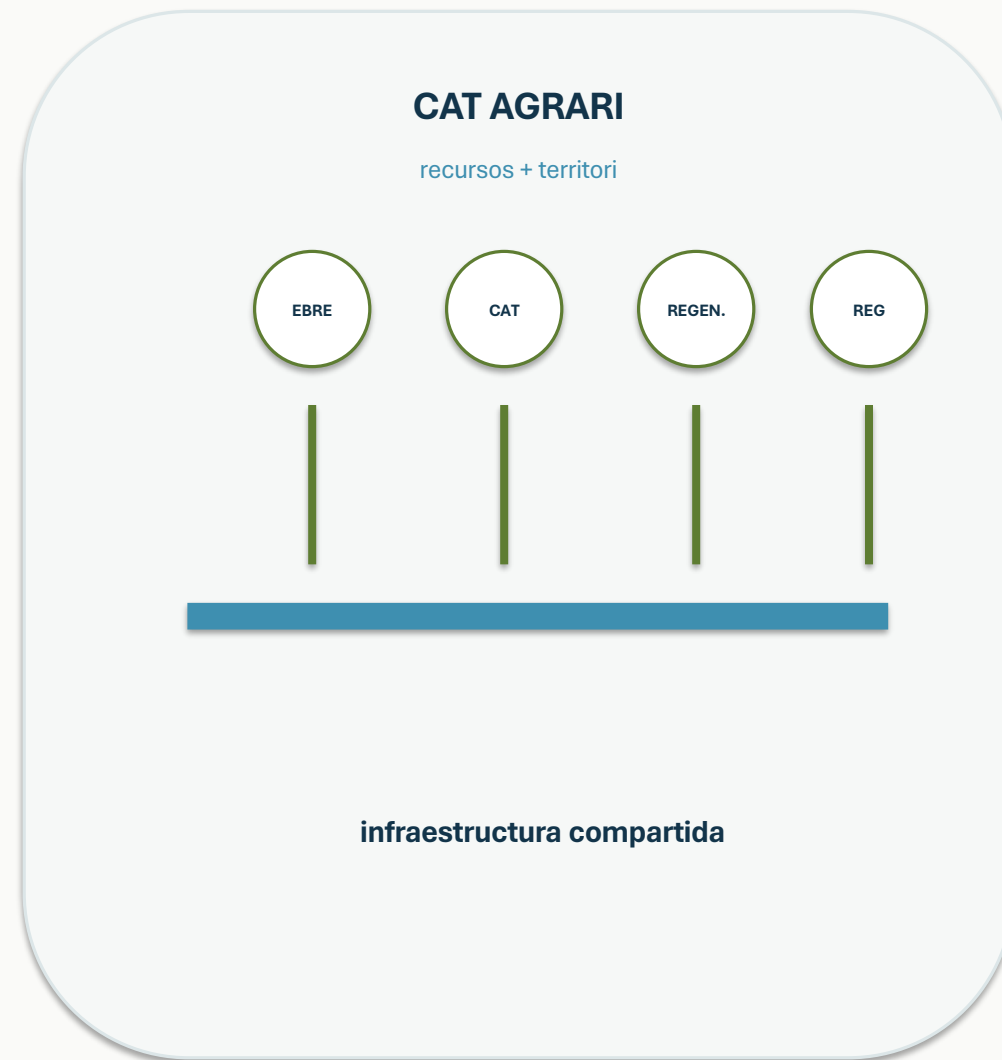 CAT AGRARI
recursos + territori
EBRE
CAT
REGEN.
REG
infraestructura compartida